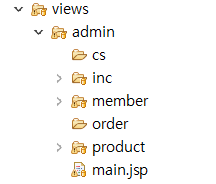 views
admin
cs
inc
member
order
product
main.jsp